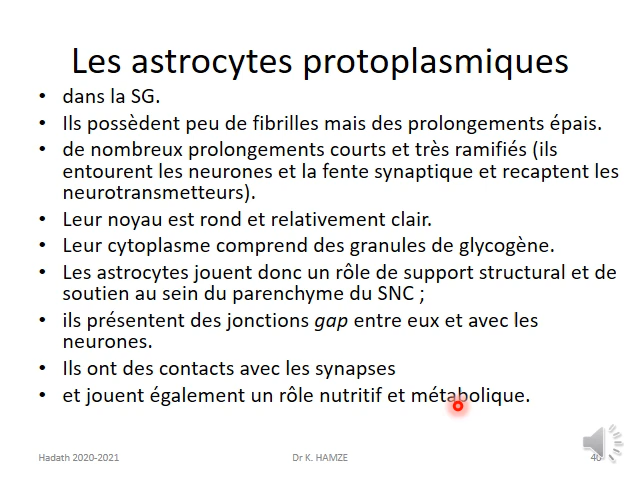 Les astrocytes protoplasmiques
• dans la SG.
• Ils possèdent peu de fibrilles mais des prolongements épais.
• de nombreux prolongements courts et très ramifiés (ils
entourent les neurones et la fente synaptique et recaptent les
neurotransmetteurs).
• Leur noyau est rond et relativement clair.
• Leur cytoplasme comprend des granules de glycogène.
• Les astrocytes jouent donc un rôle de support structural et de
soutien au sein du parenchyme du SNC ;
• ils présentent des jonctions gap entre eux et avec les
neurones.
• Ils ont des contacts avec les synapses
• et jouent également un rôle nutritif et métabolique.
Hadath 2020-2021
Dr K. HAMZE